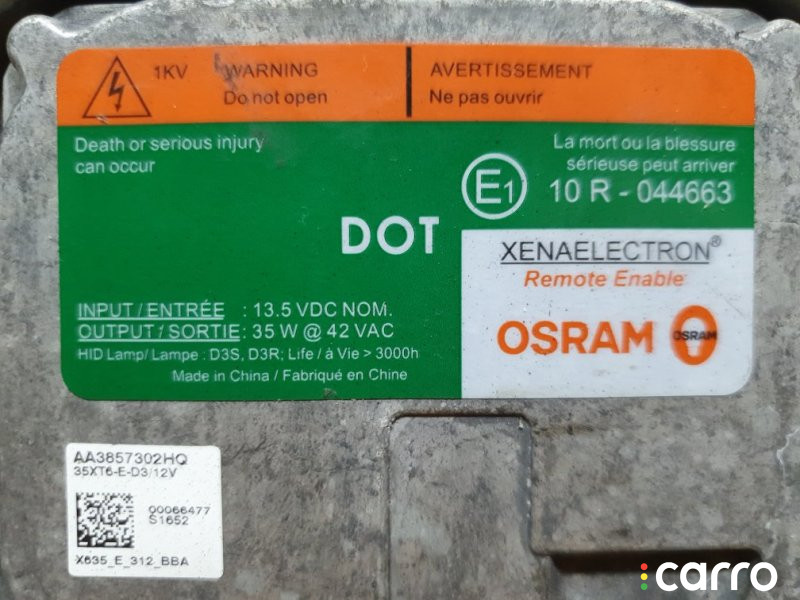 1KV WARNING
Do not open
AVERTISSEMENT
Ne pas ouvrir
Death or serious injury
can occur
La mort ou la blessure
sérieuse peut arriver
E1 10 R - 044663
DOT
XENAELECTRON®
Remote Enable
OSRAM OSRAM
INPUT / ENTRÉE : 13.5 VDC NOM.
OUTPUT / SORTIE : 35 W @ 42 VAC
HID Lamp/ Lampe : D3S, D3R; Life / à Vie > 3000h
Made in China / Fabriqué en Chine
AA3857302HQ
35XT6-E-D3/12V
00066477
S1652
X635_E_312_BBA
carro